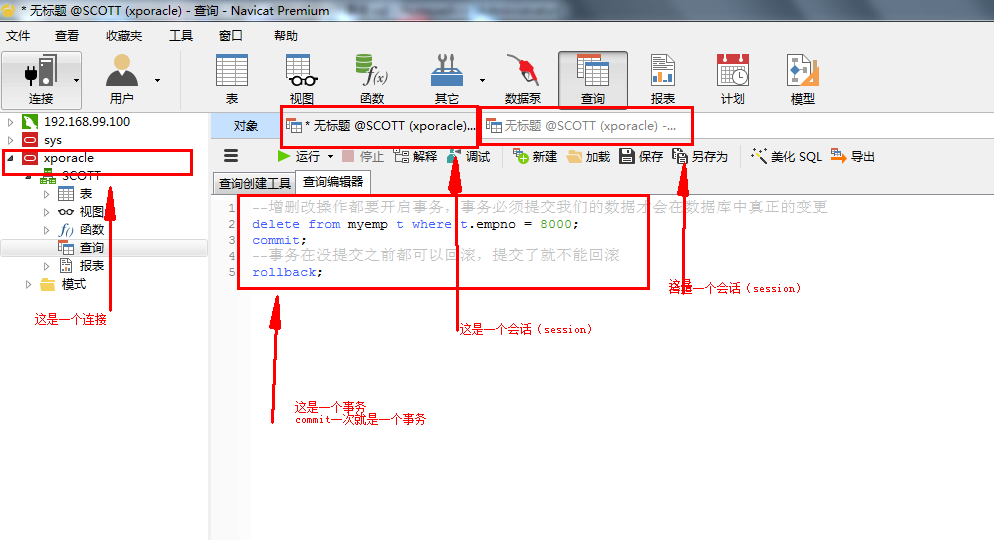 * 无标题 @SCOTT (xporacle) - 查询 - Navicat Premium
文件 查看 收藏夹 工具 窗口 帮助
f(x)
连接 用户 表 视图 函数 其它 数据泵 查询 报表 计划 模型
192.168.99.100
sys
xporacle
SCOTT
表
视图
f() 函数
查询
报表
模式
这是一个连接
对象 * 无标题 @SCOTT (xporacle)... 无标题 @SCOTT (xporacle) -...
运行 停止 解释 调试 新建 加载 保存 另存为 美化 SQL 导出
查询创建工具 查询编辑器
1 --增删改操作都要开启事务，事务必须提交我们的数据才会在数据库中真正的变更
2 delete from myemp t where t.empno = 8000;
3 commit;
4 --事务在没提交之前都可以回滚，提交了就不能回滚
5 rollback;
这是一个会话（session）
这是一个会话（session）
这是一个事务
commit一次就是一个事务